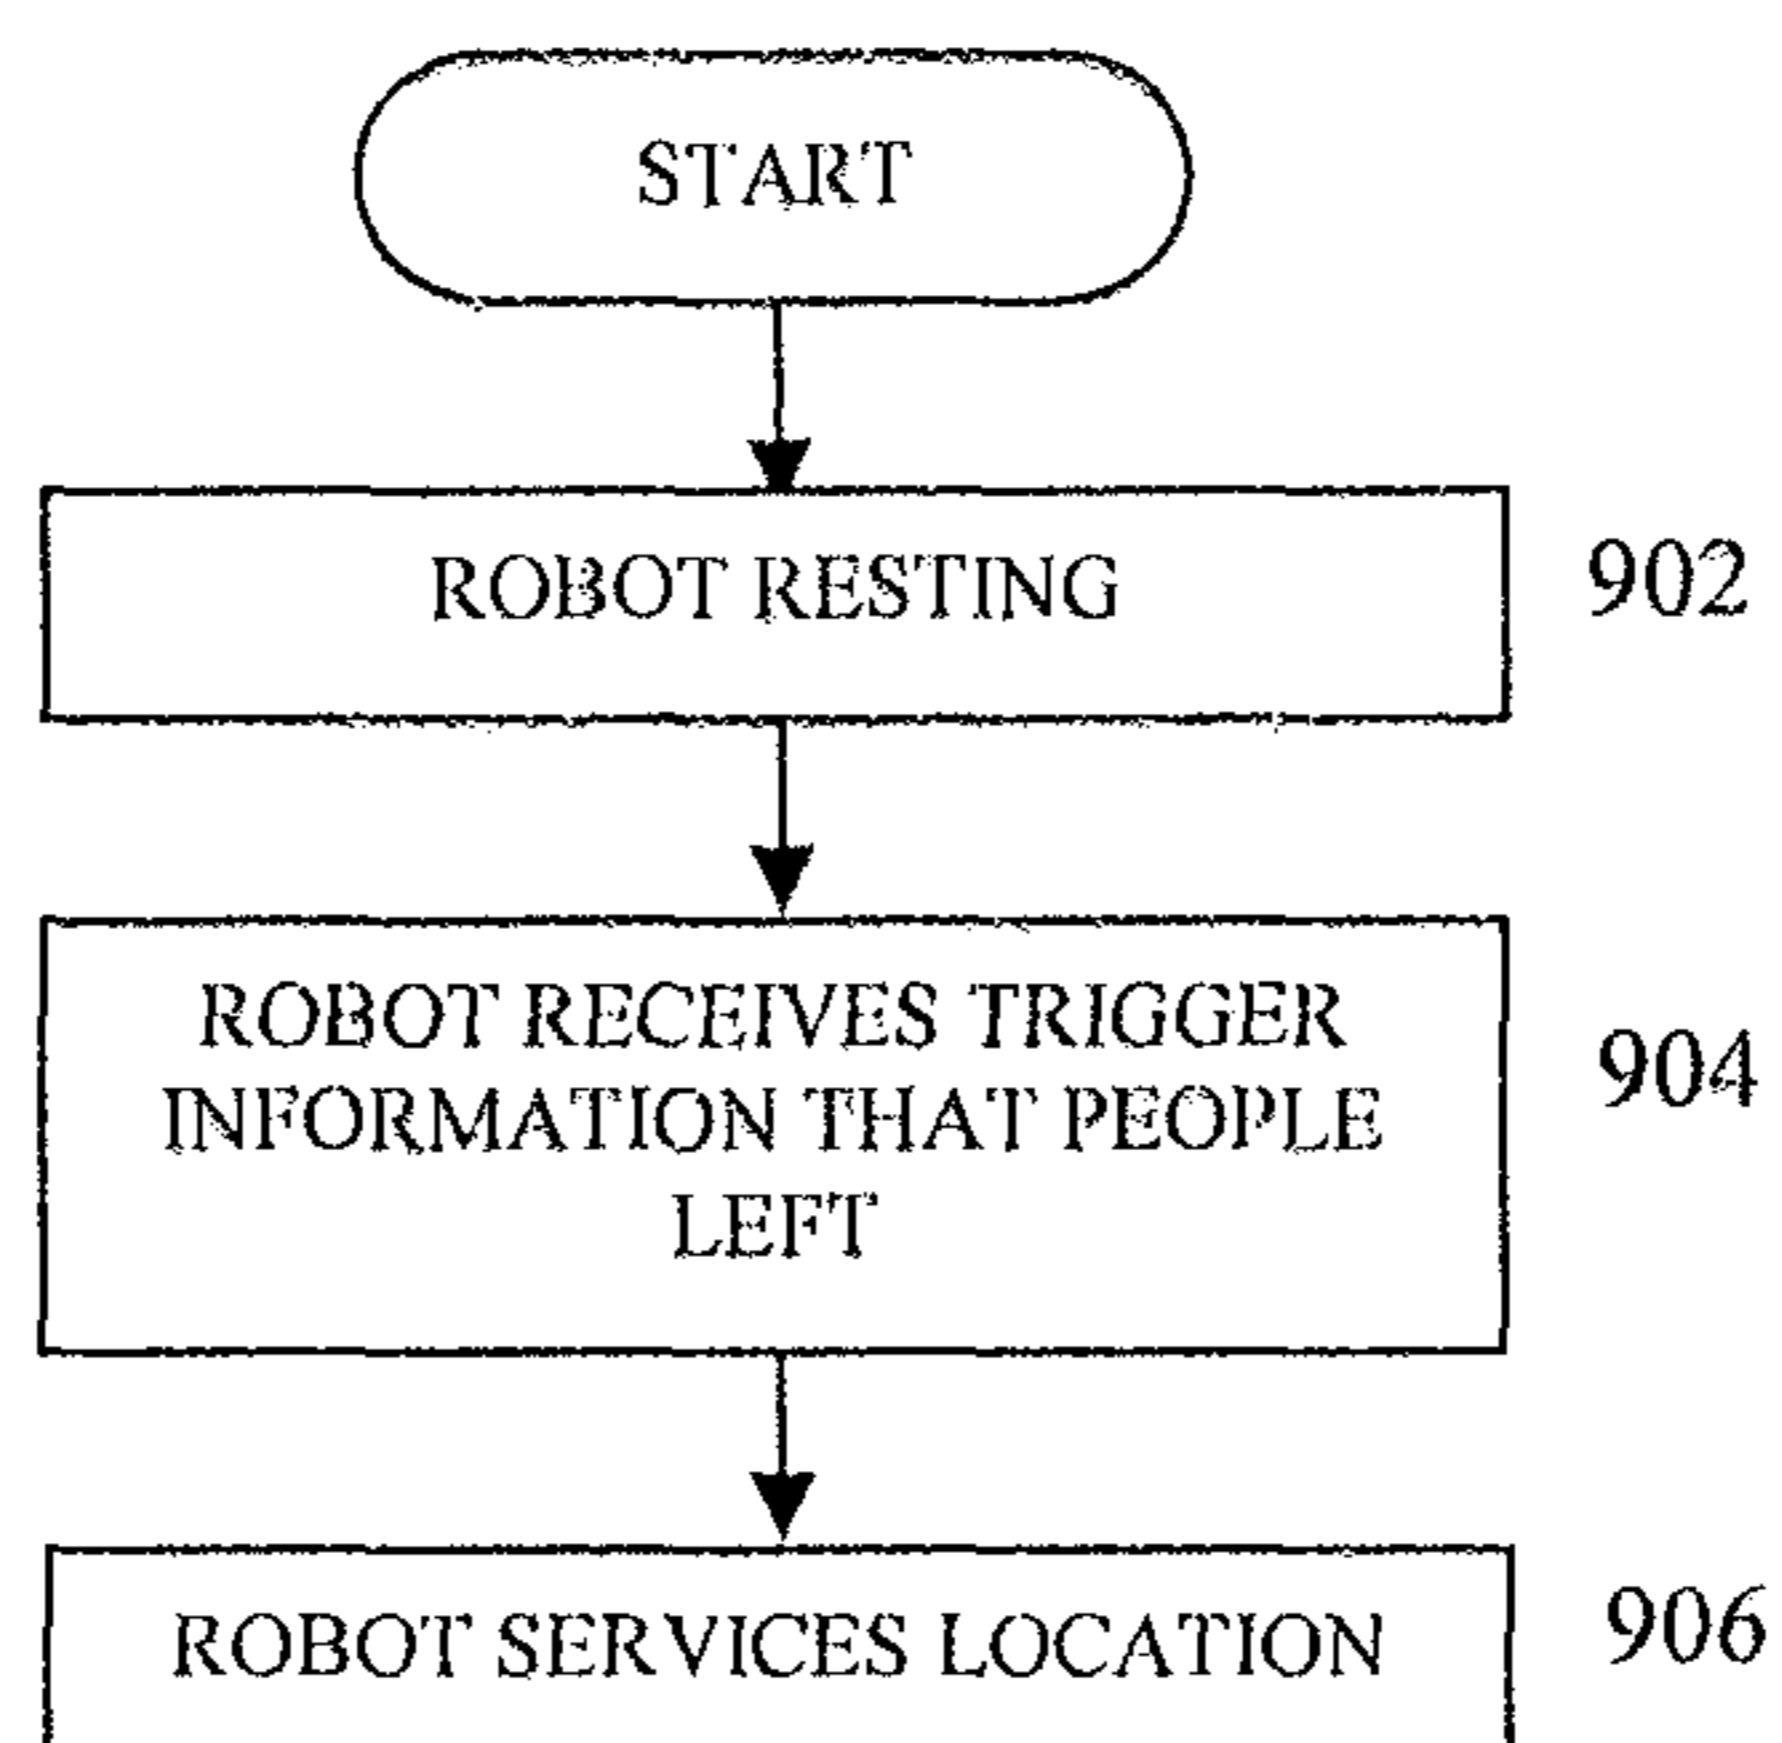 START
ROBOT RESTING
902
ROBOT RECEIVES TRIGGER
INFORMATION THAT PEOPLE
LEFT
904
ROBOT SERVICES LOCATION
906